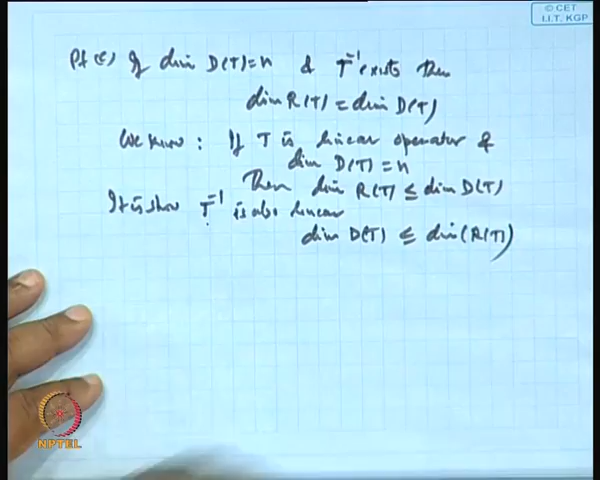 © CET
I.I.T. KGP
Pf (c) If dim D(T)=n & T⁻¹ exists then
dim R(T) = dim D(T)
We know : If T is linear operator &
dim D(T) = n
Then dim R(T) ≤ dim D(T)
It is show T⁻¹ is also linear
dim D(T) ≤ dim(R(T))
NPTEL